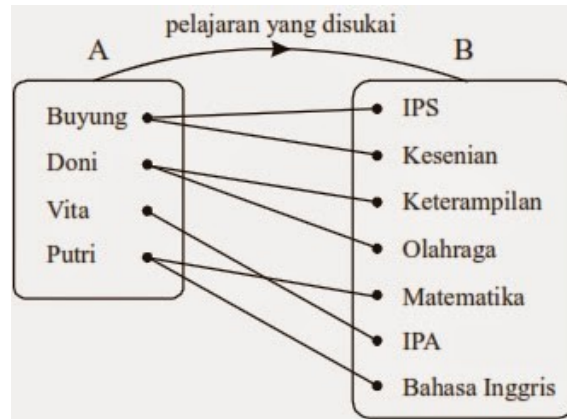 pelajaran yang disukai
A
B
Buyung
Doni
Vita
Putri
IPS
Kesenian
Keterampilan
Olahraga
Matematika
IPA
Bahasa Inggris